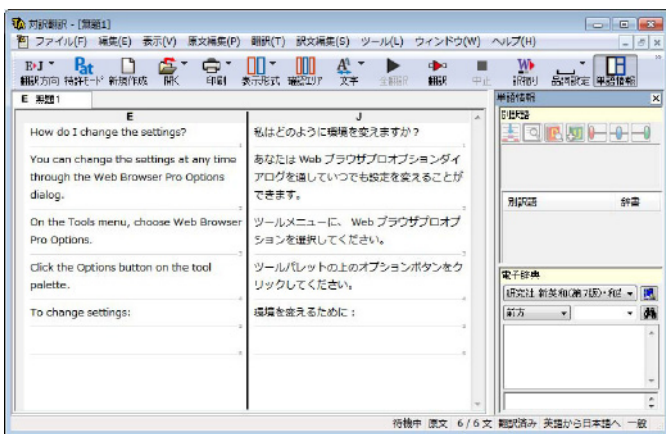 対訳翻訳 - [無題1]
ファイル(F) 編集(E) 表示(V) 原文編集(P) 翻訳(T) 訳文編集(S) ツール(L) ウィンドウ(W) ヘルプ(H)
E▸J Pat
翻訳方向 特許モード 新規作成 開く 印刷 表示形式 確認エリア 文字 全翻訳 翻訳 中止 訳振り 品詞設定 単語情報
E 無題1
E J
How do I change the settings? 私はどのように環境を変えますか？
You can change the settings at any time あなたは Web ブラウザプロオプションダイ
through the Web Browser Pro Options アログを通していつでも設定を変えることが
dialog. できます。
On the Tools menu, choose Web Browser ツールメニューに、 Web ブラウザプロオプ
Pro Options. ションを選択してください。
Click the Options button on the tool ツールパレットの上のオプションボタンをク
palette. リックしてください。
To change settings: 環境を変えるために：
単語情報
別訳語
別訳語 辞書
電子辞典
研究社 新英和(第7版)・和
前方
待機中 原文 6 / 6 文 翻訳済み 英語から日本語へ 一般